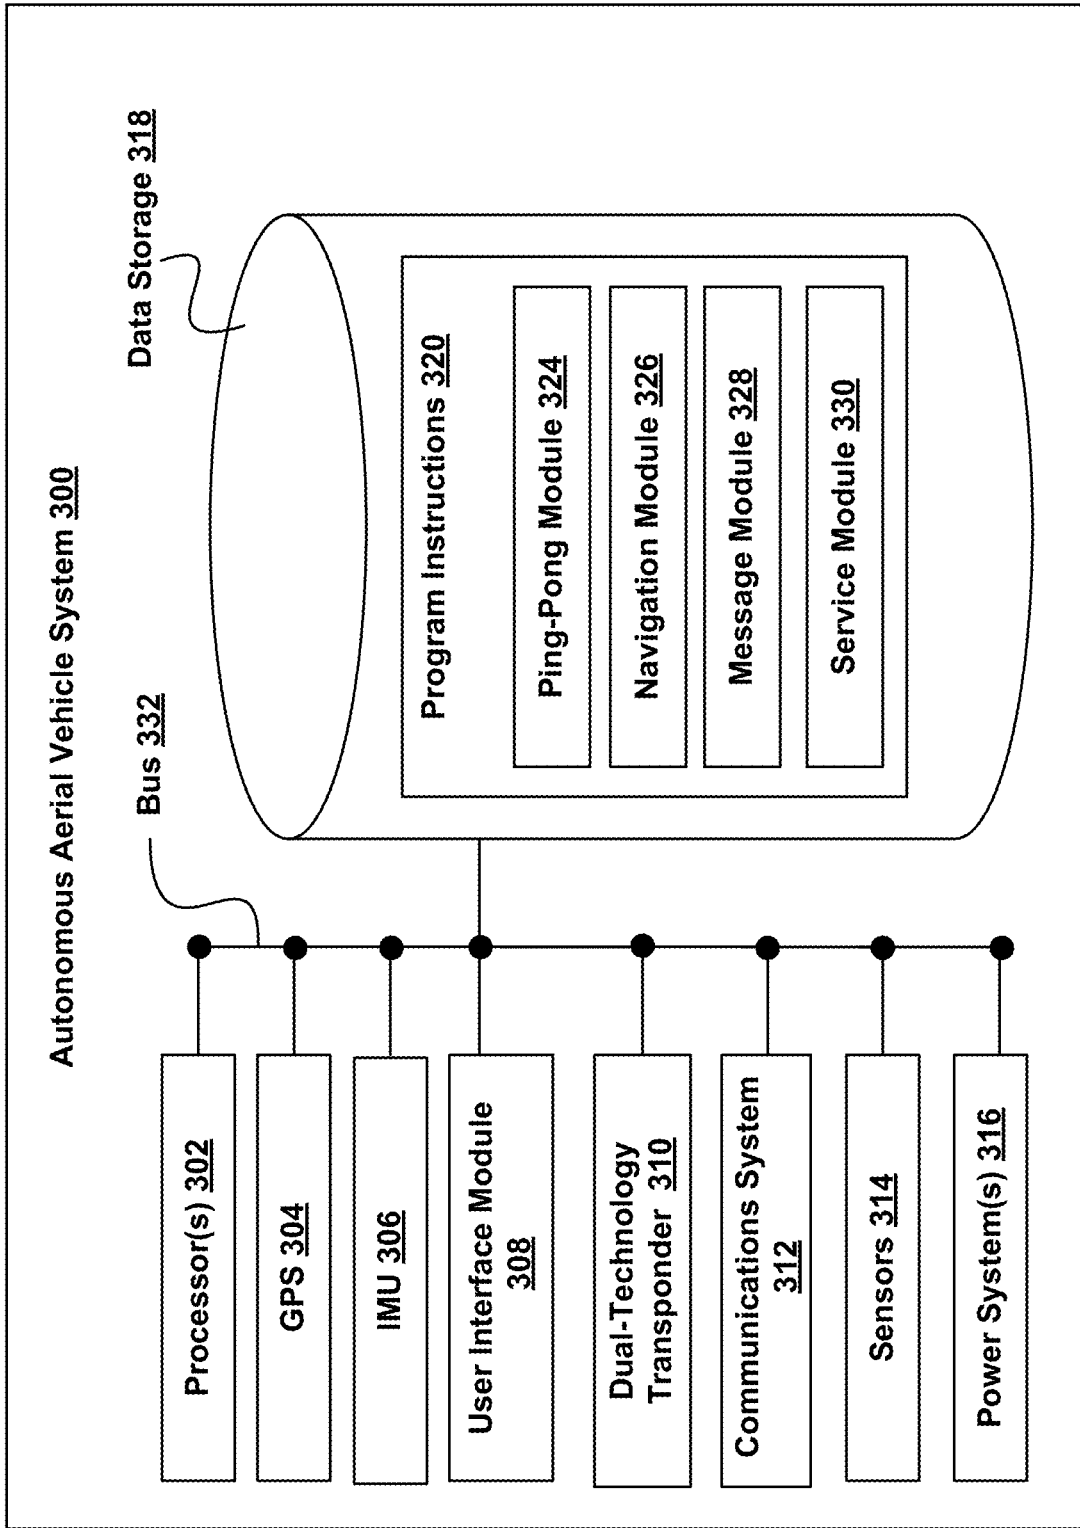 Autonomous Aerial Vehicle System 300
Processor(s) 302
GPS 304
IMU 306
User Interface Module
308
Dual-Technology
Transponder 310
Communications System
312
Sensors 314
Power System(s) 316
Bus 332
Data Storage 318
Program Instructions 320
Ping-Pong Module 324
Navigation Module 326
Message Module 328
Service Module 330